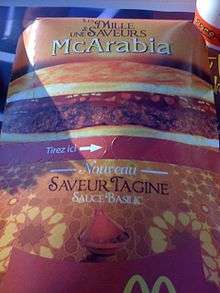 MILLE
UNE SAVEURS
McArabia
Tirez ici
Nouveau
SAVEUR TAGINE
SAUCE BASILIC